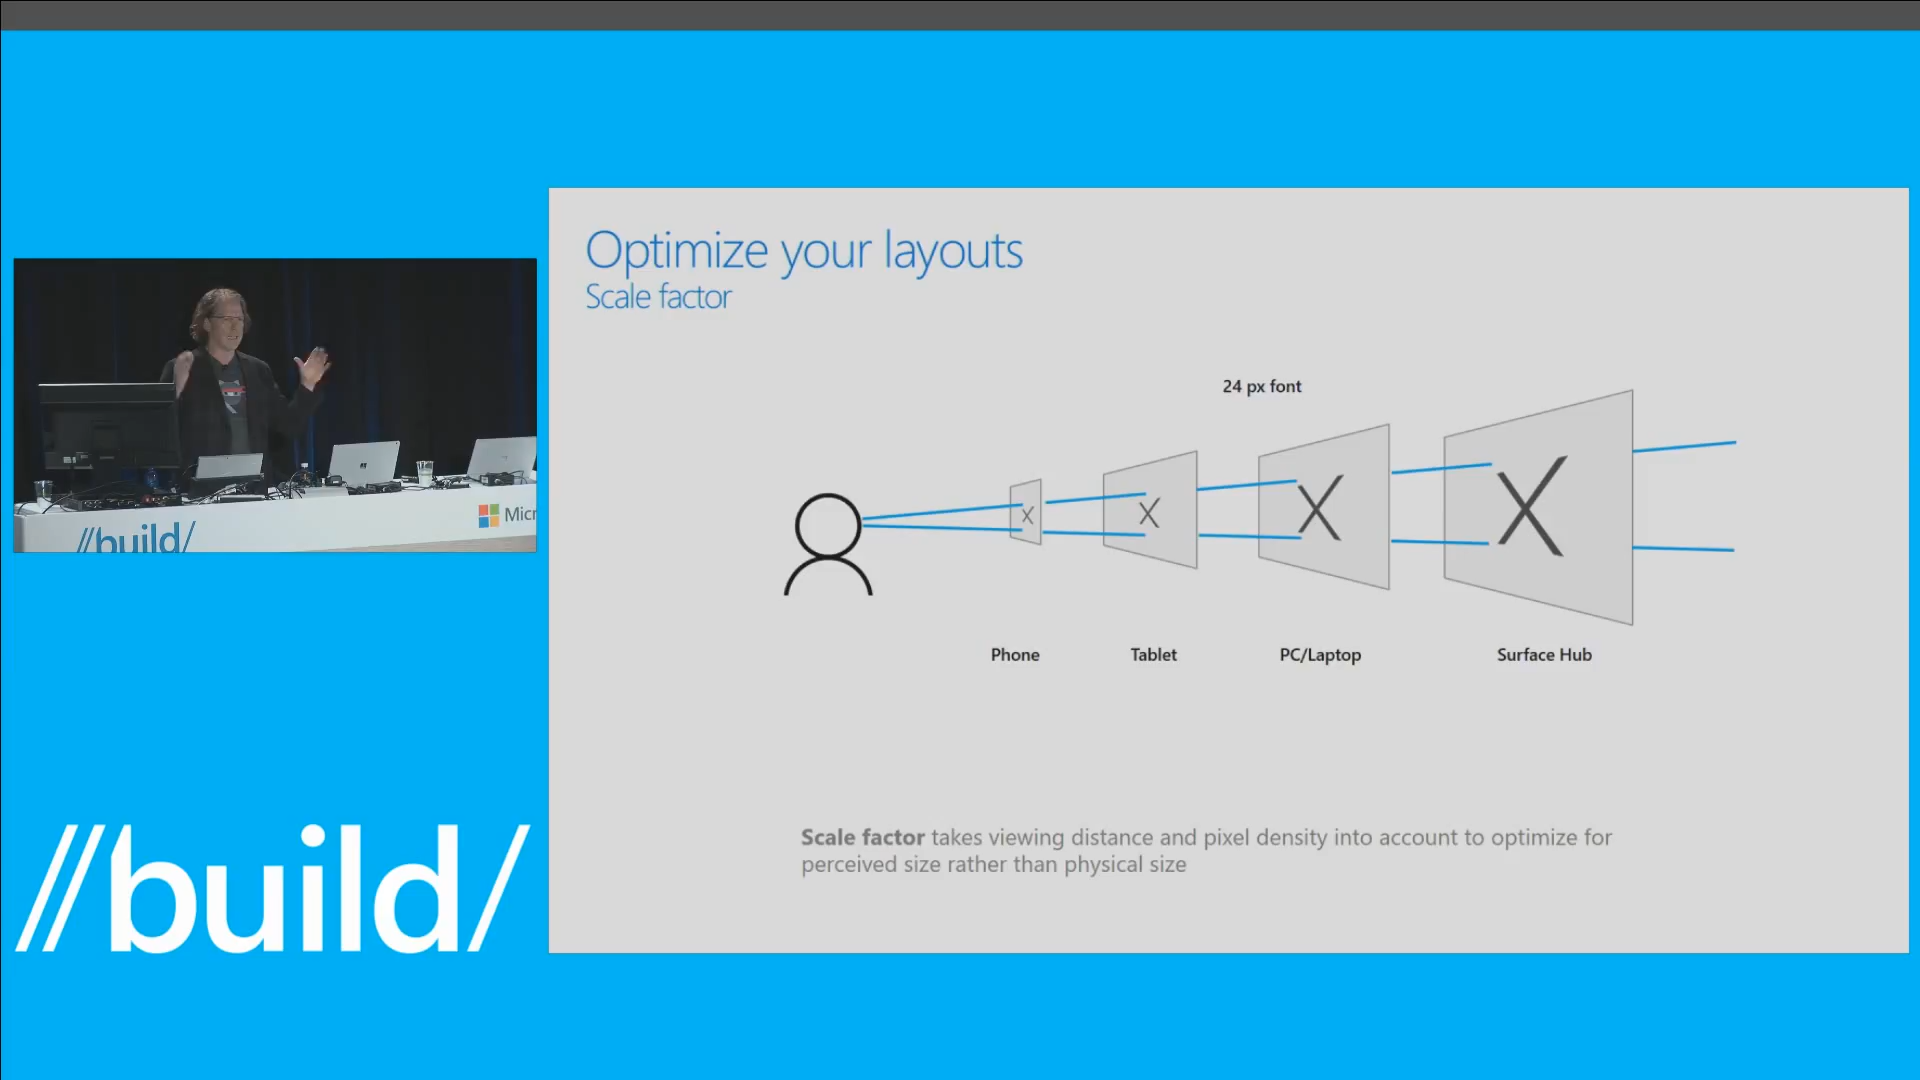 Optimize your layouts
Scale factor
24 px font
X X X X
Phone Tablet PC/Laptop Surface Hub
Scale factor takes viewing distance and pixel density into account to optimize for
perceived size rather than physical size
//build/
Micr
//build/